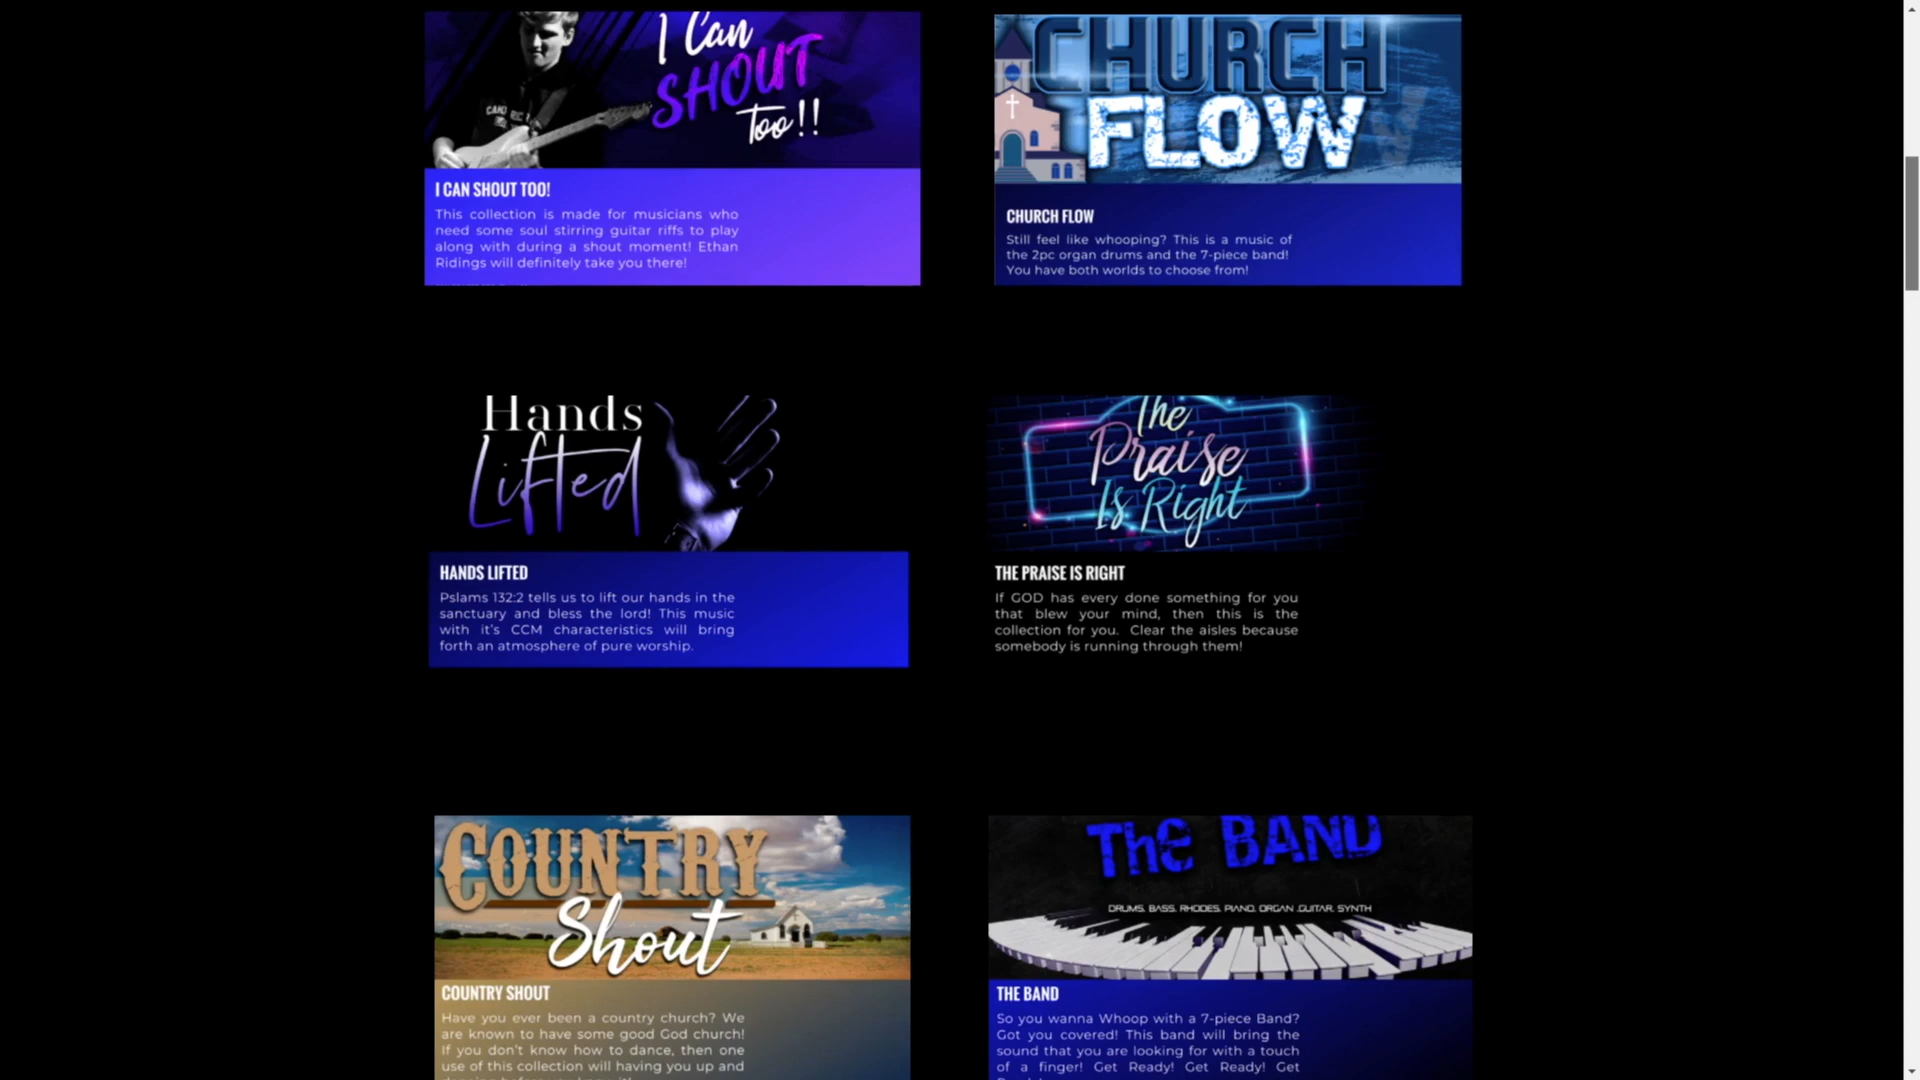 I Can
SHOUT
Too!!
I CAN SHOUT TOO!
This collection is made for musicians who
need some soul stirring guitar riffs to play
along with during a shout moment! Ethan
Ridings will definitely take you there!
CHURCH
FLOW
CHURCH FLOW
Still feel like whooping? This is a music of
the 2pc organ drums and the 7-piece band!
You have both worlds to choose from!
Hands
Lifted
HANDS LIFTED
Pslams 132:2 tells us to lift our hands in the
sanctuary and bless the lord! This music
with it's CCM characteristics will bring
forth an atmosphere of pure worship.
The
Praise
Is Right
THE PRAISE IS RIGHT
If GOD has every done something for you
that blew your mind, then this is the
collection for you. Clear the aisles because
somebody is running through them!
COUNTRY
Shout
COUNTRY SHOUT
Have you ever been a country church? We
are known to have some good God church!
If you don't know how to dance, then one
use of this collection will having you up and
The BAND
DRUMS. BASS. RHODES. PIANO. ORGAN .GUITAR. SYNTH
THE BAND
So you wanna Whoop with a 7-piece Band?
Got you covered! This band will bring the
sound that you are looking for with a touch
of a finger! Get Ready! Get Ready! Get